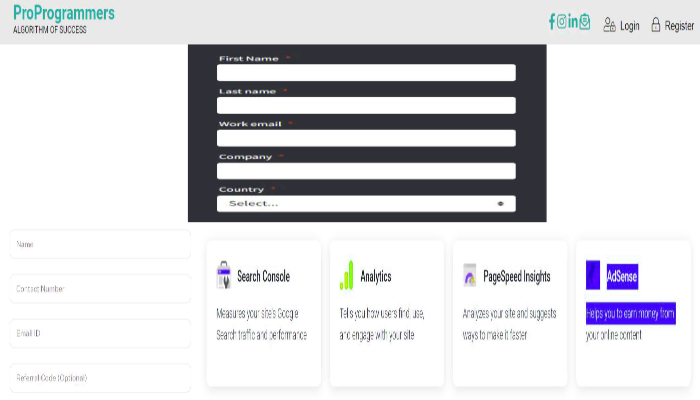 ProProgrammers
ALGORITHM OF SUCCESS
Login
Register
First Name *
Last name *
Work email *
Company *
Country *
Select...
Name
Contact Number
Email ID
Referral Code (Optional)
Search Console
Measures your site's Google
Search traffic and performance
Analytics
Tells you how users find, use,
and engage with your site
PageSpeed Insights
Analyzes your site and suggests
ways to make it faster
AdSense
Helps you to earn money from
your online content